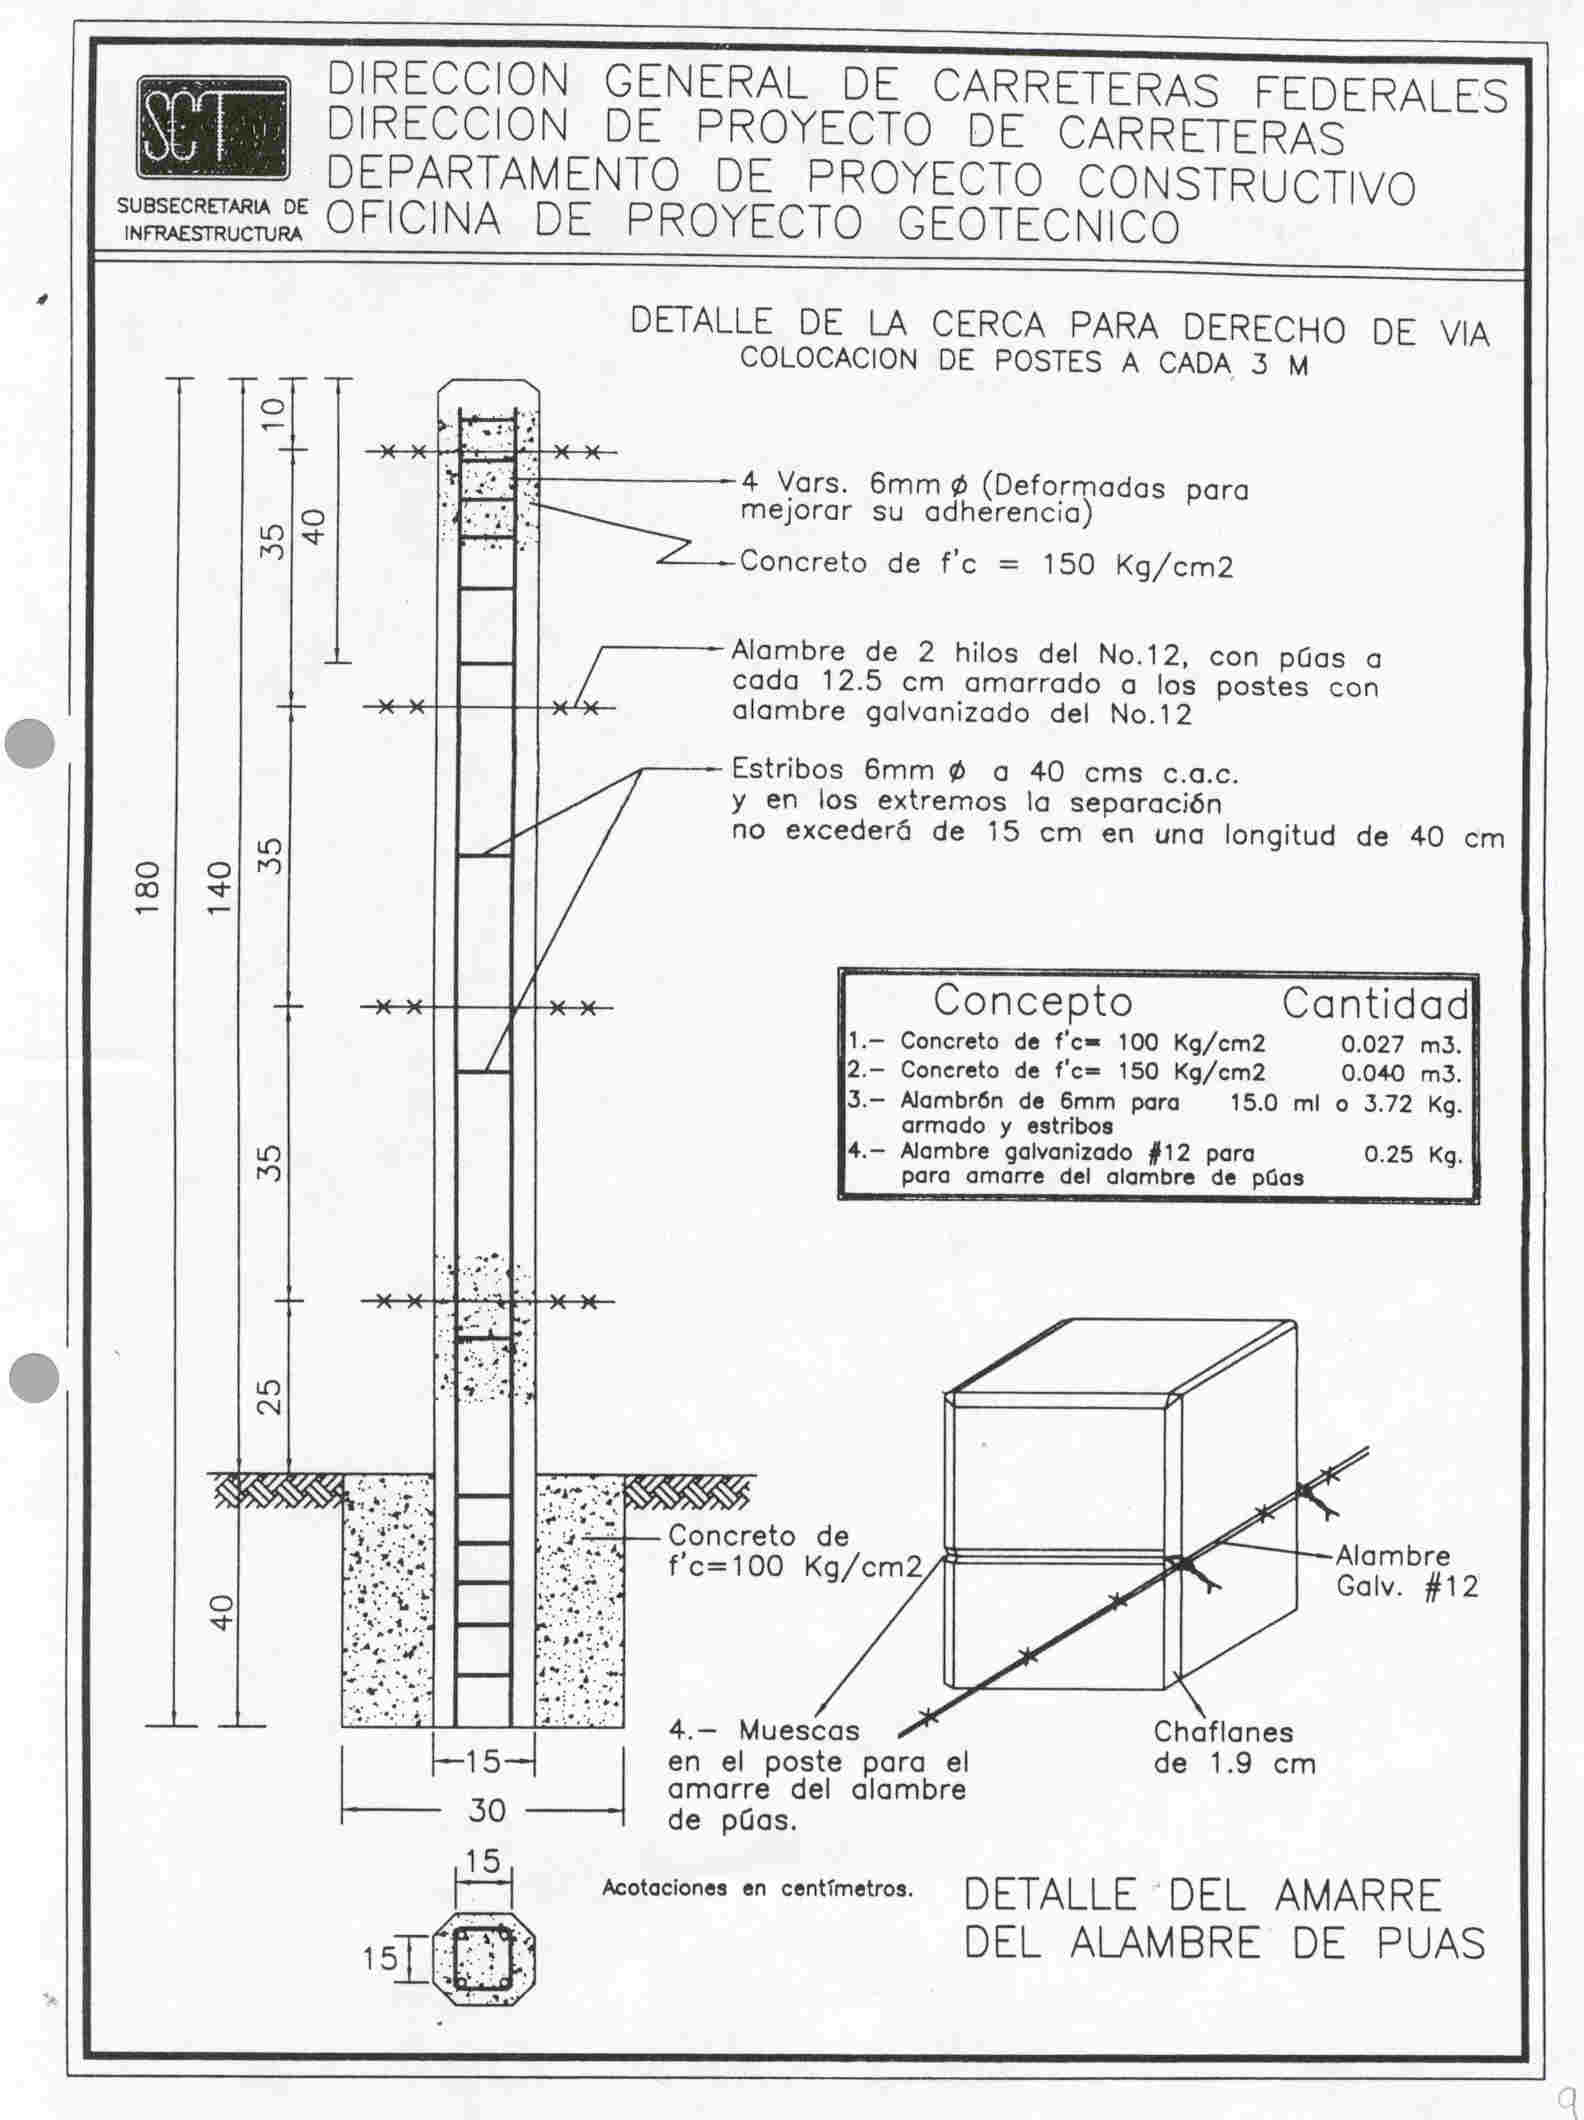 SCT
SUBSECRETARIA DE
INFRAESTRUCTURA
DIRECCION GENERAL DE CARRETERAS FEDERALES
DIRECCION DE PROYECTO DE CARRETERAS
DEPARTAMENTO DE PROYECTO CONSTRUCTIVO
OFICINA DE PROYECTO GEOTECNICO
DETALLE DE LA CERCA PARA DERECHO DE VIA
COLOCACION DE POSTES A CADA 3 M
10
35
40
4 Vars. 6mm ø (Deformadas para
mejorar su adherencia)
Concreto de f'c = 150 Kg/cm2
Alambre de 2 hilos del No.12, con púas a
cada 12.5 cm amarrado a los postes con
alambre galvanizado del No.12
Estribos 6mm ø a 40 cms c.a.c.
y en los extremos la separación
no excederá de 15 cm en una longitud de 40 cm
180
140
35
35
25
40
Concepto Cantidad
1.- Concreto de f'c= 100 Kg/cm2 0.027 m3.
2.- Concreto de f'c= 150 Kg/cm2 0.040 m3.
3.- Alambrón de 6mm para 15.0 ml o 3.72 Kg.
armado y estribos
4.- Alambre galvanizado #12 para 0.25 Kg.
para amarre del alambre de púas
Concreto de
f'c=100 Kg/cm2
Alambre
Galv. #12
4.- Muescas
en el poste para el
amarre del alambre
de púas.
Chaflanes
de 1.9 cm
15
30
15
15
Acotaciones en centímetros.
DETALLE DEL AMARRE
DEL ALAMBRE DE PUAS
9